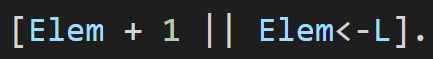 [Elem + 1 || Elem<-L].